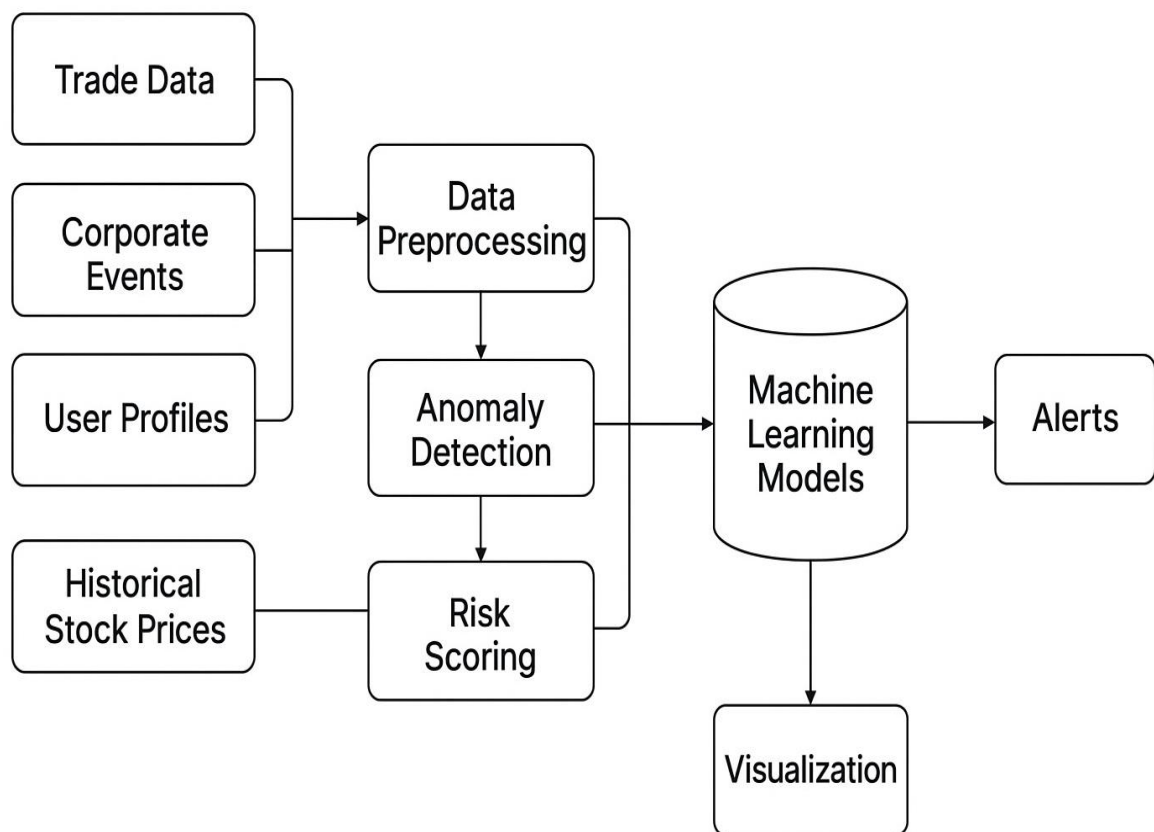 Trade Data
Corporate
Events
User Profiles
Historical
Stock Prices
Data
Preprocessing
Anomaly
Detection
Risk
Scoring
Machine
Learning
Models
Alerts
Visualization